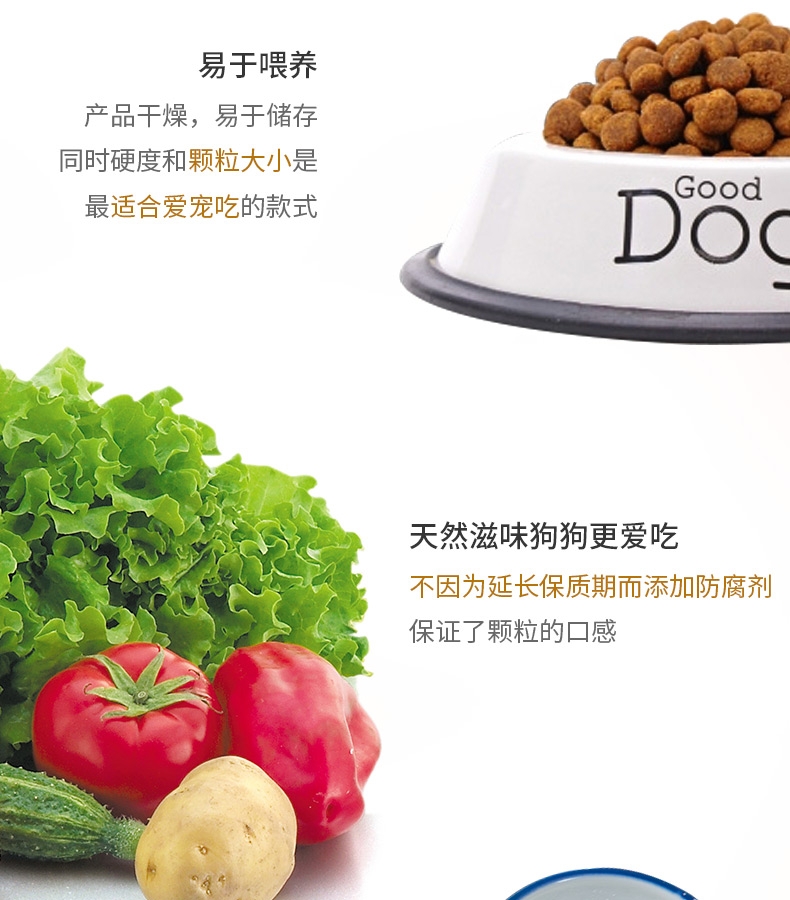 易于喂养
产品干燥，易于储存
同时硬度和颗粒大小是
最适合爱宠吃的款式
Good
Dog
天然滋味狗狗更爱吃
不因为延长保质期而添加防腐剂
保证了颗粒的口感